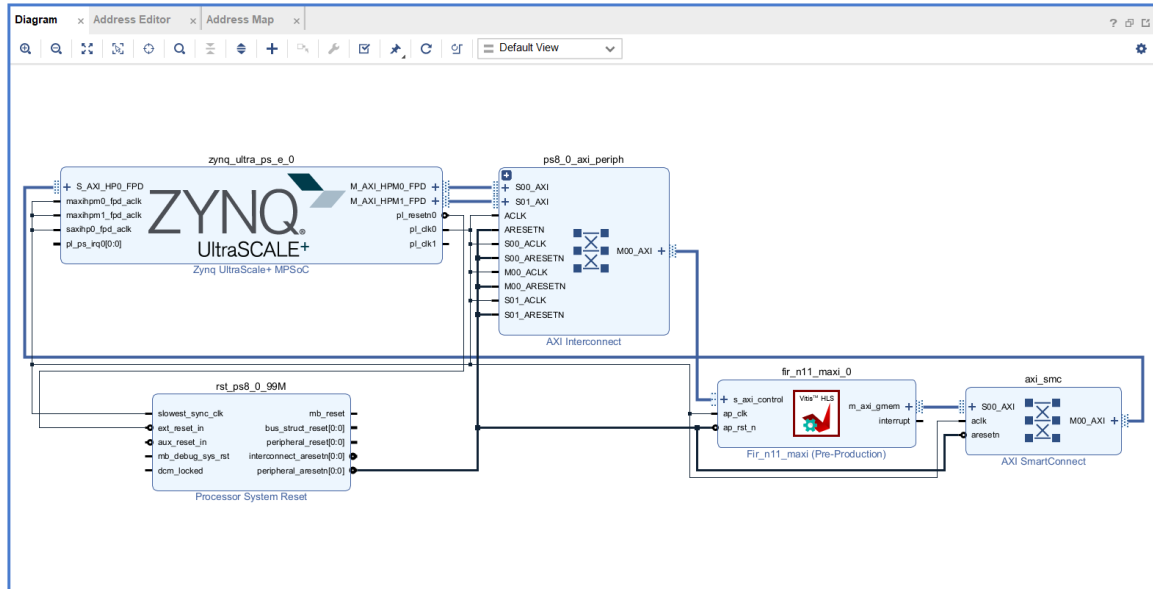 Diagram × Address Editor × Address Map ×
?
Default View
zynq_ultra_ps_e_0
S_AXI_HP0_FPD
maxihpm0_fpd_aclk
maxihpm1_fpd_aclk
saxihp0_fpd_aclk
pl_ps_irq0[0:0]
ZYNQ
UltraSCALE+
M_AXI_HPM0_FPD
M_AXI_HPM1_FPD
pl_resetn0
pl_clk0
pl_clk1
Zynq UltraScale+ MPSoC
ps8_0_axi_periph
S00_AXI
S01_AXI
ACLK
ARESETN
S00_ACLK
S00_ARESETN
M00_ACLK
M00_ARESETN
S01_ACLK
S01_ARESETN
M00_AXI
AXI Interconnect
rst_ps8_0_99M
slowest_sync_clk
ext_reset_in
aux_reset_in
mb_debug_sys_rst
dcm_locked
mb_reset
bus_struct_reset[0:0]
peripheral_reset[0:0]
interconnect_aresetn[0:0]
peripheral_aresetn[0:0]
Processor System Reset
fir_n11_maxi_0
s_axi_control
ap_clk
ap_rst_n
Vitis™ HLS
m_axi_gmem
interrupt
Fir_n11_maxi (Pre-Production)
axi_smc
S00_AXI
aclk
aresetn
M00_AXI
AXI SmartConnect